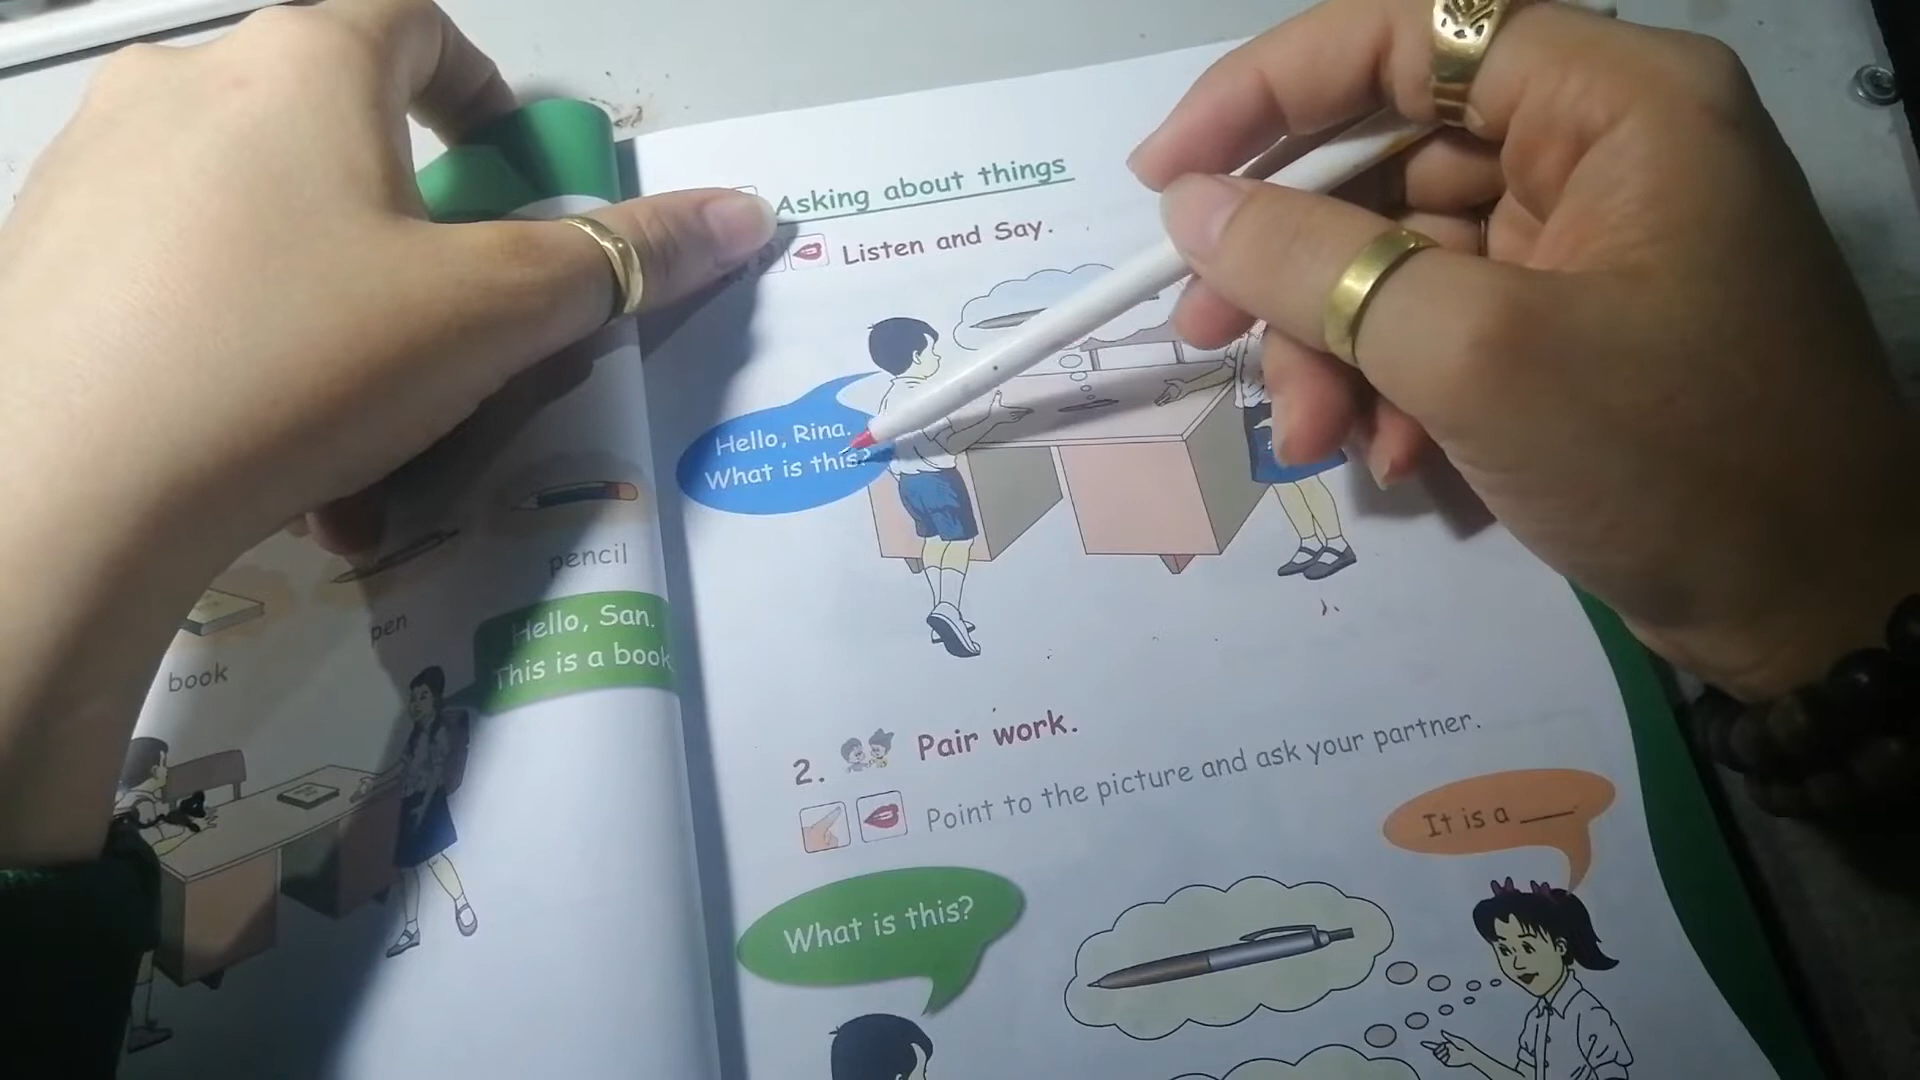 pencil
pen
book
Hello, San.
This is a book
Asking about things
Listen and Say.
Hello, Rina.
What is this?
2. Pair work.
Point to the picture and ask your partner.
It is a ____
What is this?